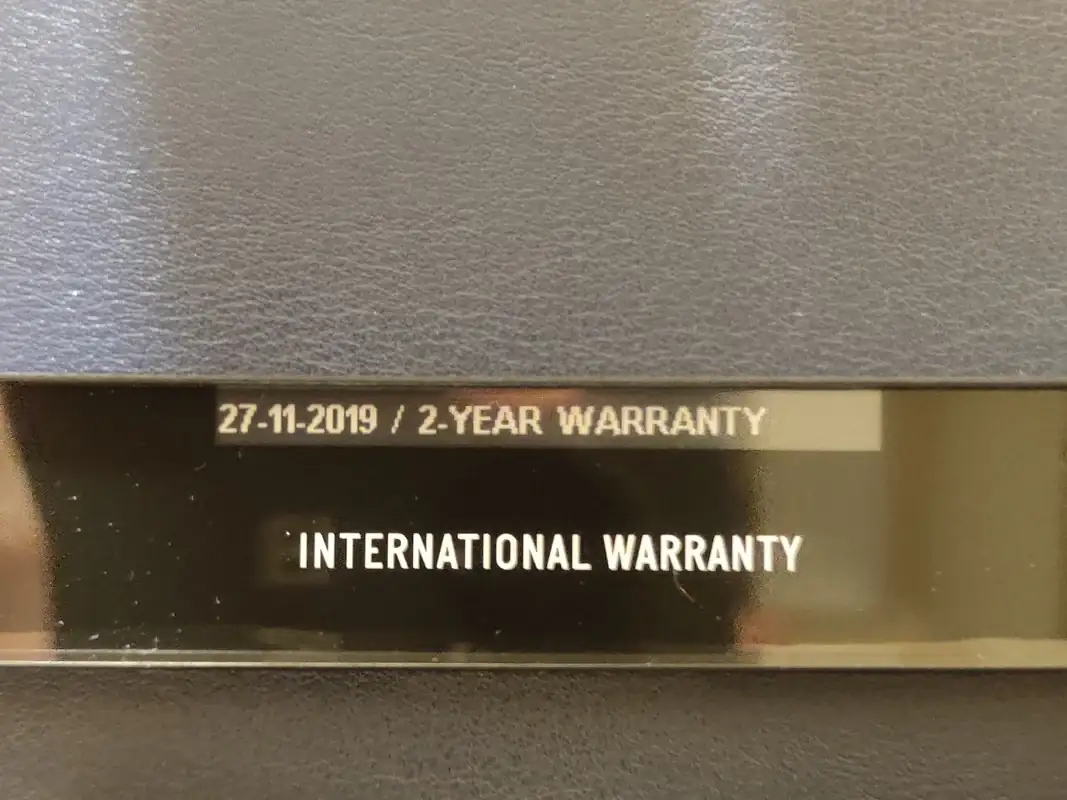 27-11-2019 / 2-YEAR WARRANTY
INTERNATIONAL WARRANTY